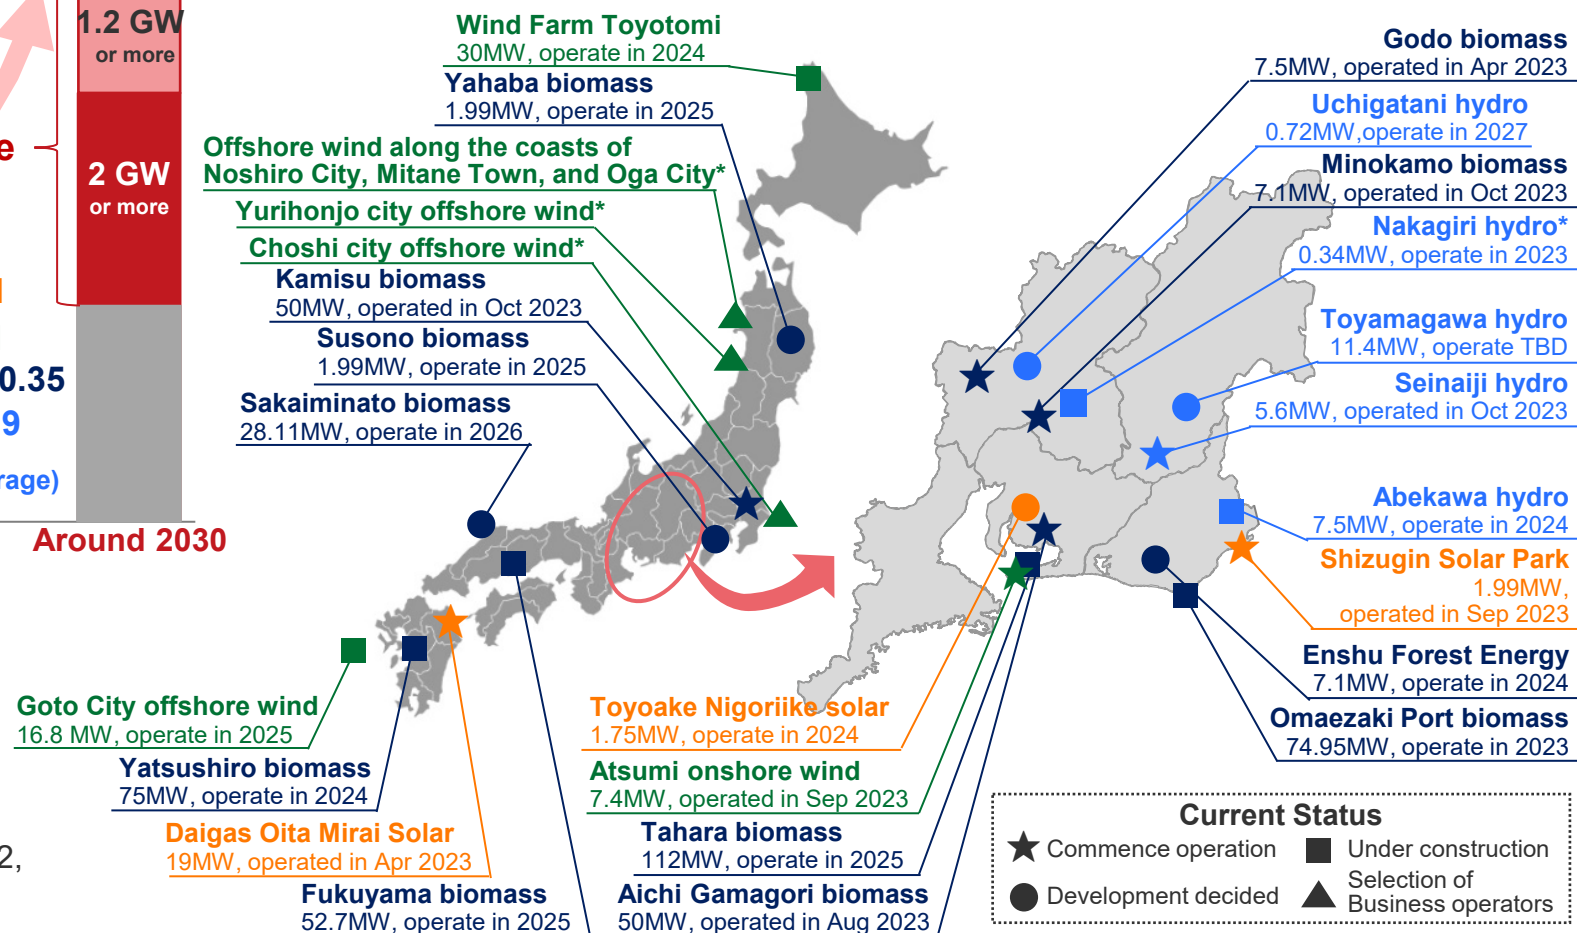 1.2 GW
or more
e
2 GW
or more
0.35
9
rage)
Around 2030
2,
Wind Farm Toyotomi
30MW, operate in 2024
Yahaba biomass
1.99MW, operate in 2025
Offshore wind along the coasts of
Noshiro City, Mitane Town, and Oga City*
Yurihonjo city offshore wind*
Choshi city offshore wind*
Kamisu biomass
50MW, operated in Oct 2023
Susono biomass
1.99MW, operate in 2025
Sakaiminato biomass
28.11MW, operate in 2026
Goto City offshore wind
16.8 MW, operate in 2025
Yatsushiro biomass
75MW, operate in 2024
Daigas Oita Mirai Solar
19MW, operated in Apr 2023
Fukuyama biomass
52.7MW, operate in 2025
Toyoake Nigoriike solar
1.75MW, operate in 2024
Atsumi onshore wind
7.4MW, operated in Sep 2023
Tahara biomass
112MW, operate in 2025
Aichi Gamagori biomass
50MW, operated in Aug 2023
Godo biomass
7.5MW, operated in Apr 2023
Uchigatani hydro
0.72MW,operate in 2027
Minokamo biomass
7.1MW, operated in Oct 2023
Nakagiri hydro*
0.34MW, operate in 2023
Toyamagawa hydro
11.4MW, operate TBD
Seinaiji hydro
5.6MW, operated in Oct 2023
Abekawa hydro
7.5MW, operate in 2024
Shizugin Solar Park
1.99MW,
operated in Sep 2023
Enshu Forest Energy
7.1MW, operate in 2024
Omaezaki Port biomass
74.95MW, operate in 2023
Current Status
Commence operation
Under construction
Development decided
Selection of
Business operators